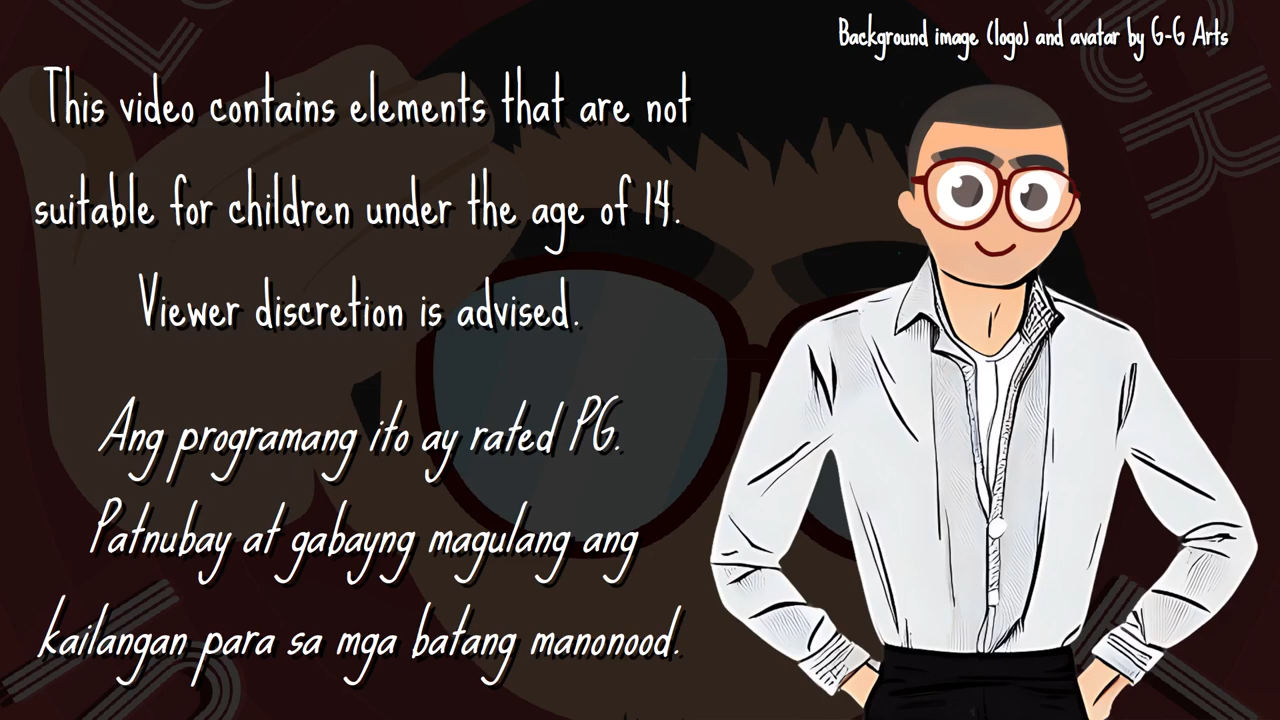 Background image (logo) and avatar by G-G Arts
This video contains elements that are not
suitable for children under the age of 14.
Viewer discretion is advised.
Ang programang ito ay rated PG.
Patnubay at gabayng magulang ang
kailangan para sa mga batang manonood.